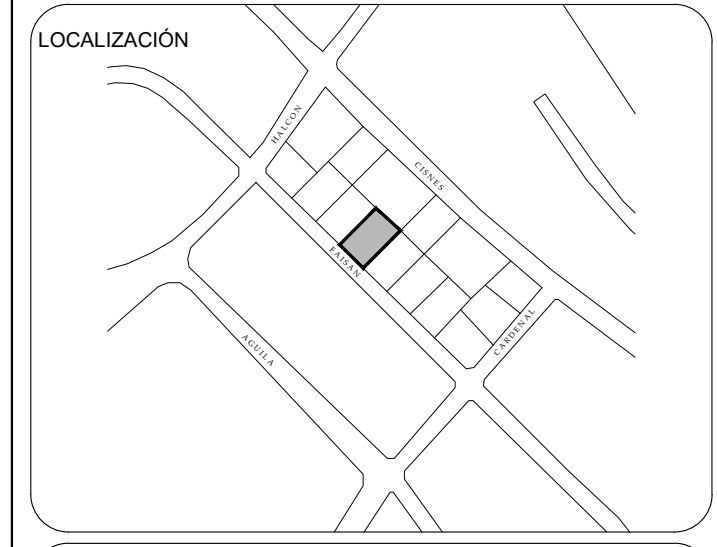 LOCALIZACIÓN
HALCON
CISNES
FAISAN
CARDENAL
AGUILA